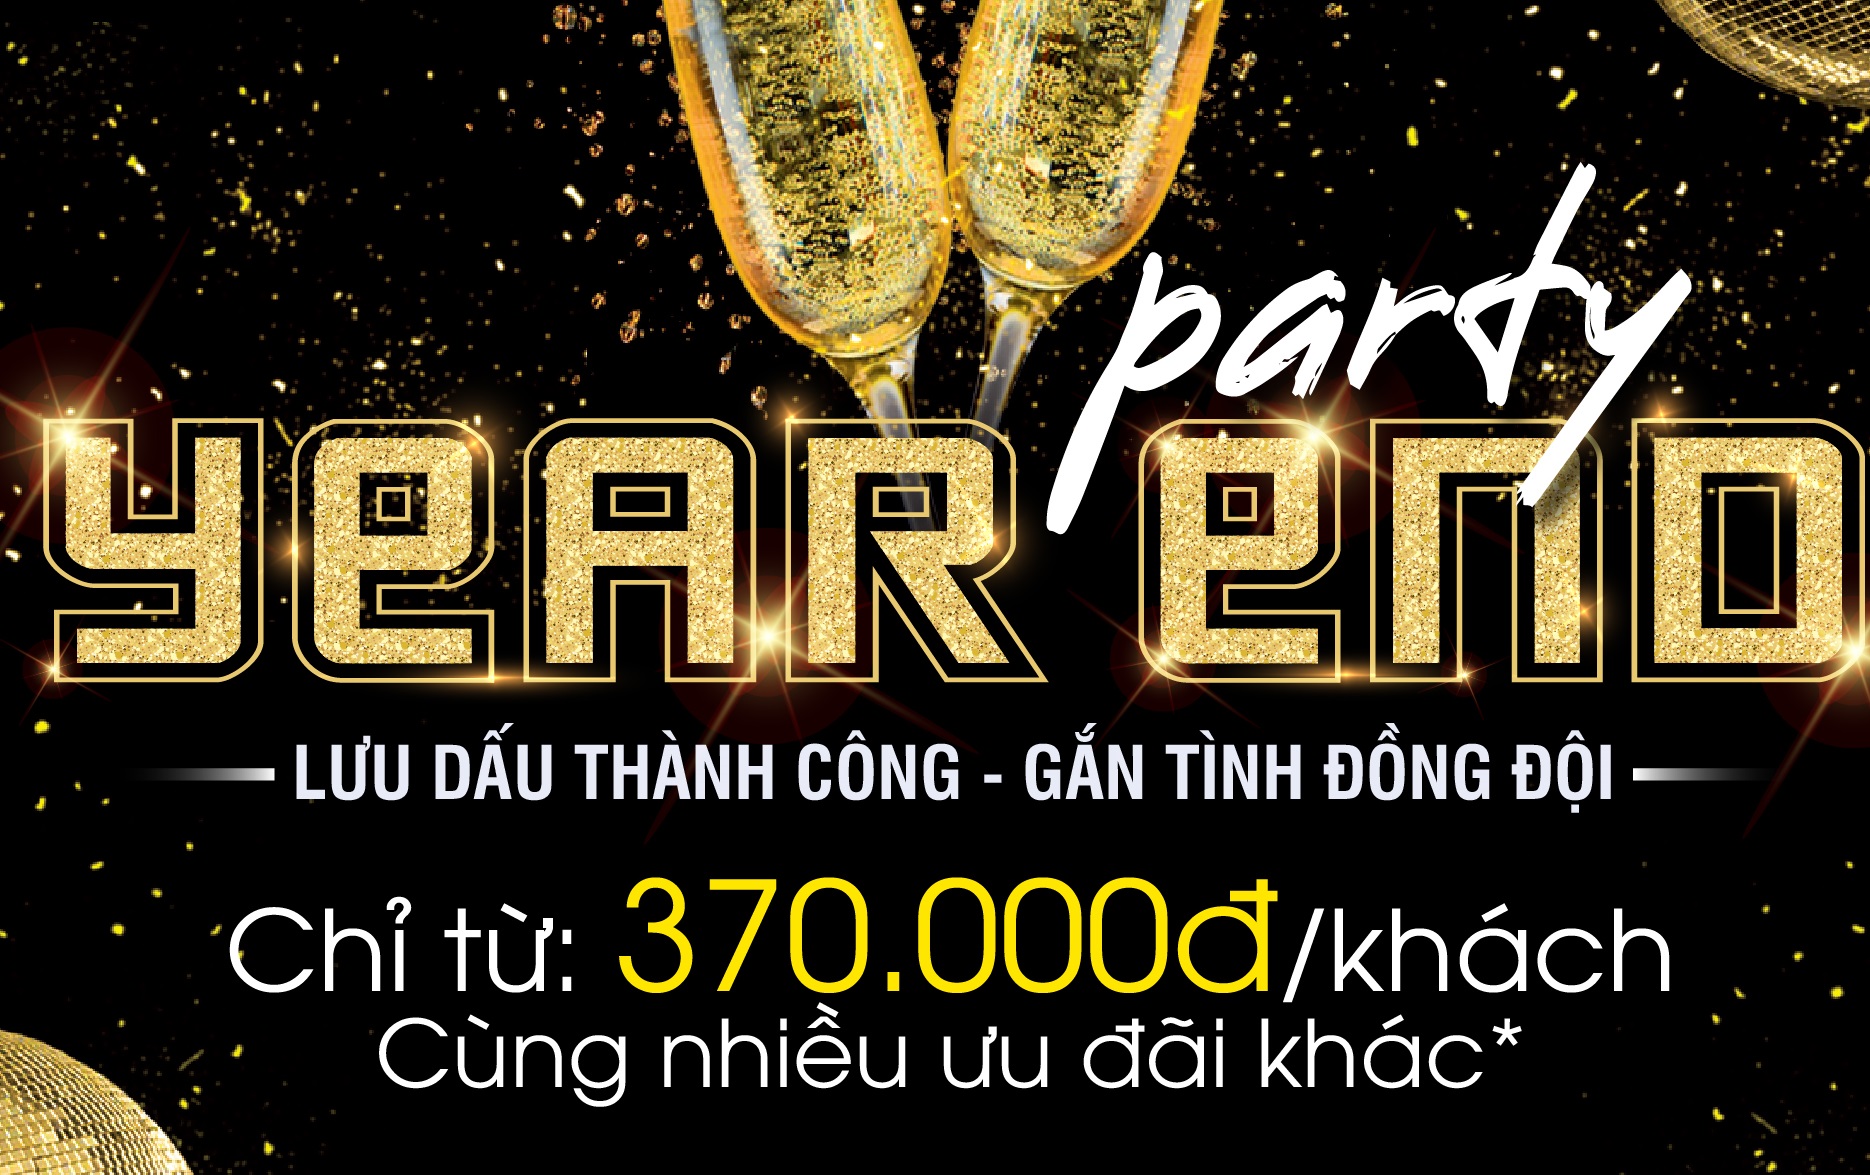 party
YEAR END
LƯU DẤU THÀNH CÔNG - GẮN TÌNH ĐỒNG ĐỘI
Chỉ từ: 370.000đ/khách
Cùng nhiều ưu đãi khác*